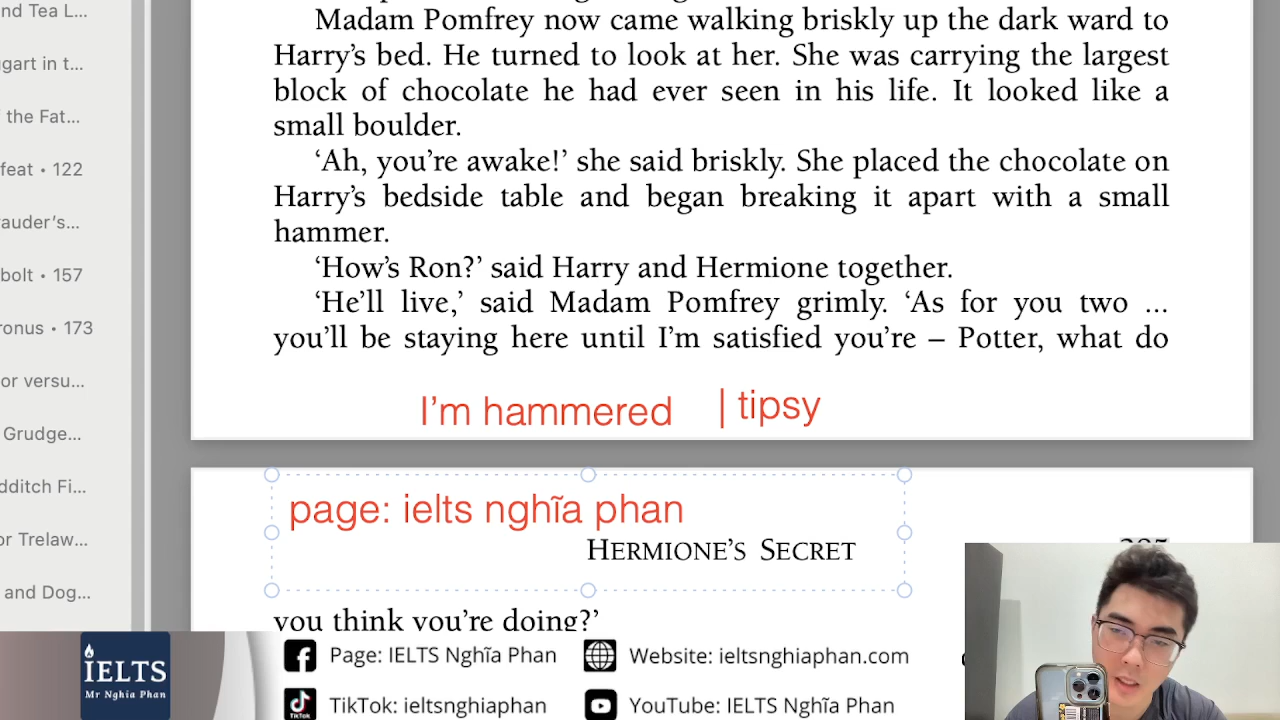 nd Tea L...
gart in t...
the Fat...
feat • 122
auder's...
bolt • 157
ronus • 173
or versu...
Grudge...
dditch Fi...
or Trelaw...
and Dog...
Madam Pomfrey now came walking briskly up the dark ward to
Harry's bed. He turned to look at her. She was carrying the largest
block of chocolate he had ever seen in his life. It looked like a
small boulder.
‘Ah, you’re awake!’ she said briskly. She placed the chocolate on
Harry’s bedside table and began breaking it apart with a small
hammer.
‘How’s Ron?’ said Harry and Hermione together.
‘He’ll live,’ said Madam Pomfrey grimly. ‘As for you two ...
you’ll be staying here until I’m satisfied you’re – Potter, what do
I’m hammered | tipsy
page: ielts nghĩa phan
HERMIONE’S SECRET
you think you’re doing?’
IELTS
Mr Nghia Phan
Page: IELTS Nghĩa Phan
Website: ieltsnghiaphan.com
TikTok: ieltsnghiaphan
YouTube: IELTS Nghĩa Phan
TikTok